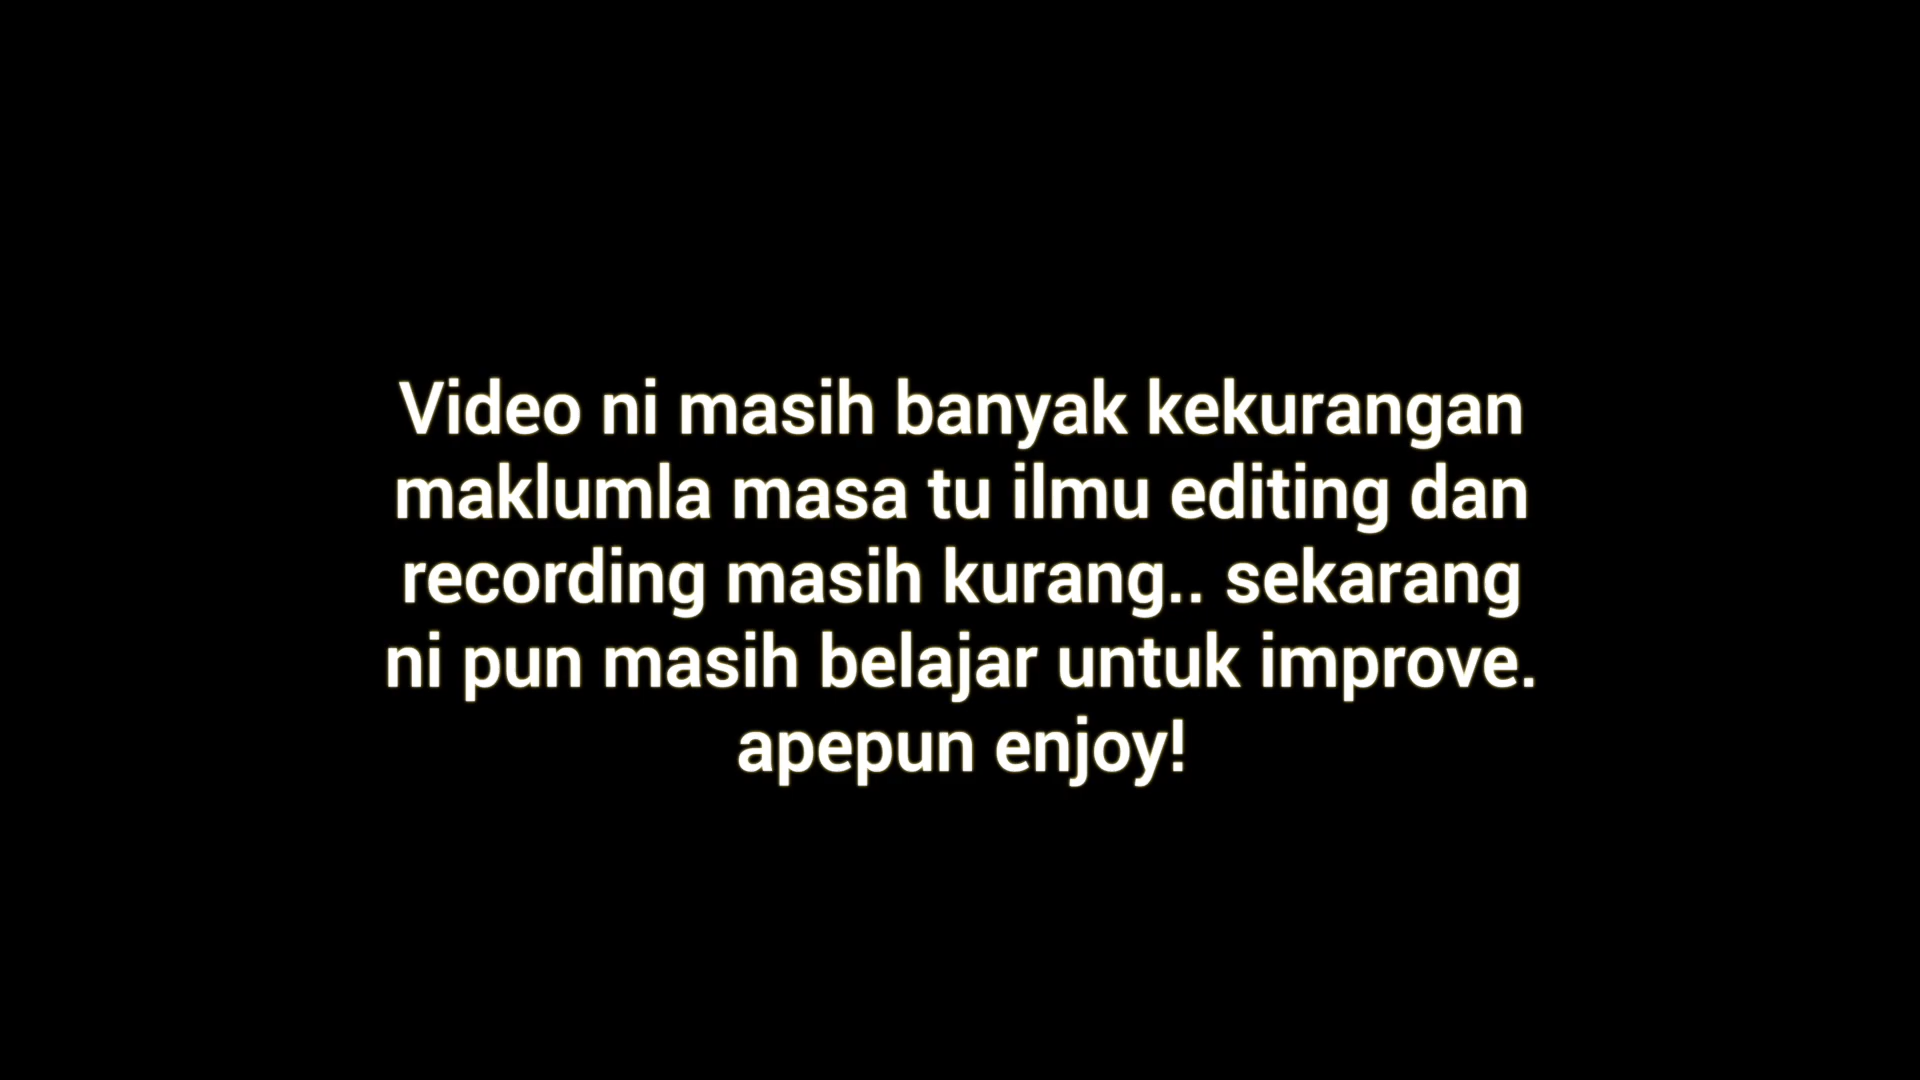 Video ni masih banyak kekurangan
maklumla masa tu ilmu editing dan
recording masih kurang.. sekarang
ni pun masih belajar untuk improve.
apepun enjoy!